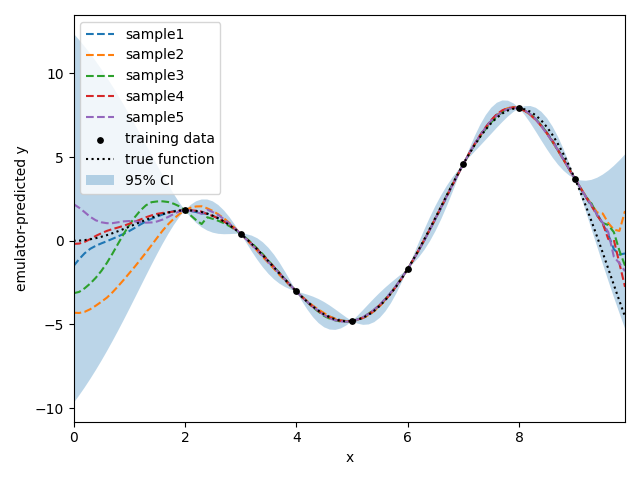 sample1
sample2
sample3
sample4
sample5
training data
true function
95% CI
emulator-predicted y
10
5
0
−5
−10
0
2
4
6
8
x